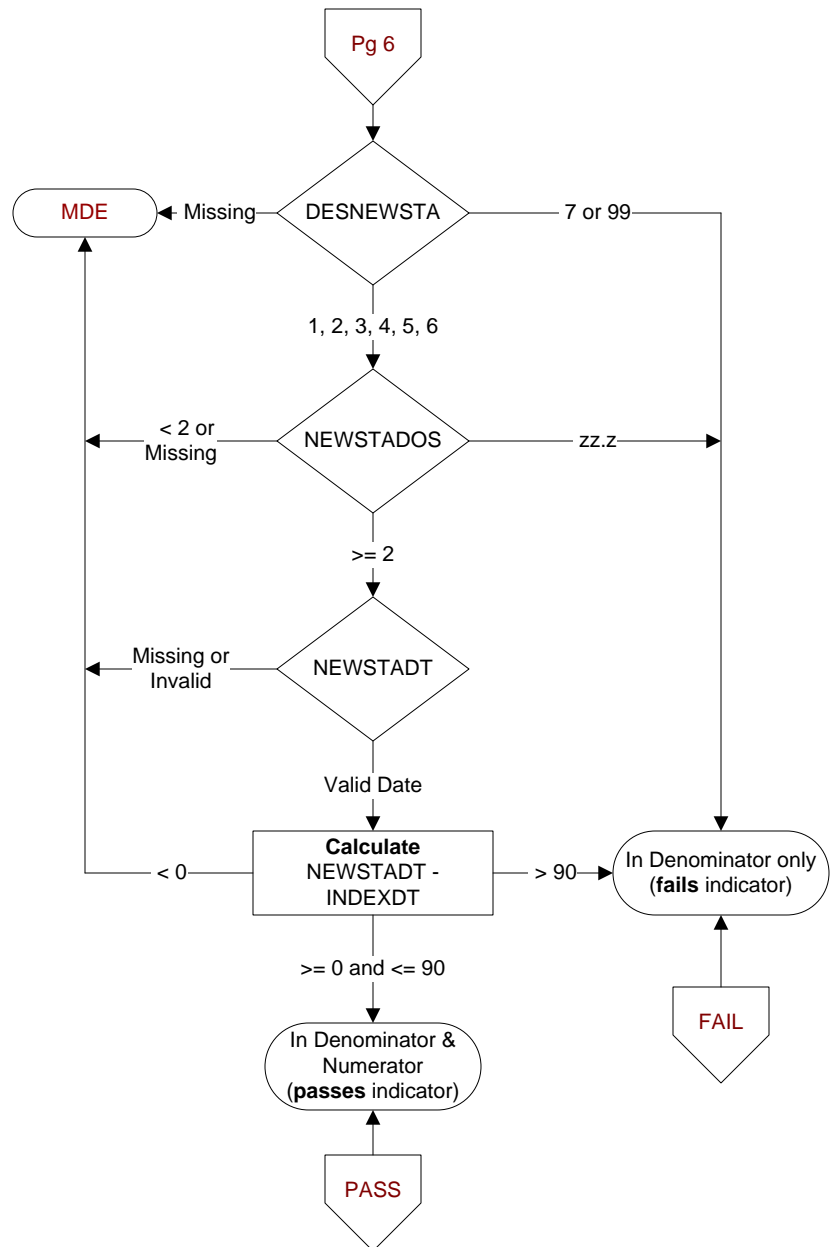 Pg 6
MDE
Missing
DESNEWSTA
7 or 99
1, 2, 3, 4, 5, 6
< 2 or
Missing
NEWSTADOS
zz.z
>= 2
Missing or
Invalid
NEWSTADT
Valid Date
< 0
Calculate
NEWSTADT -
INDEXDT
> 90
In Denominator only
(fails indicator)
>= 0 and <= 90
In Denominator &
Numerator
(passes indicator)
FAIL
PASS